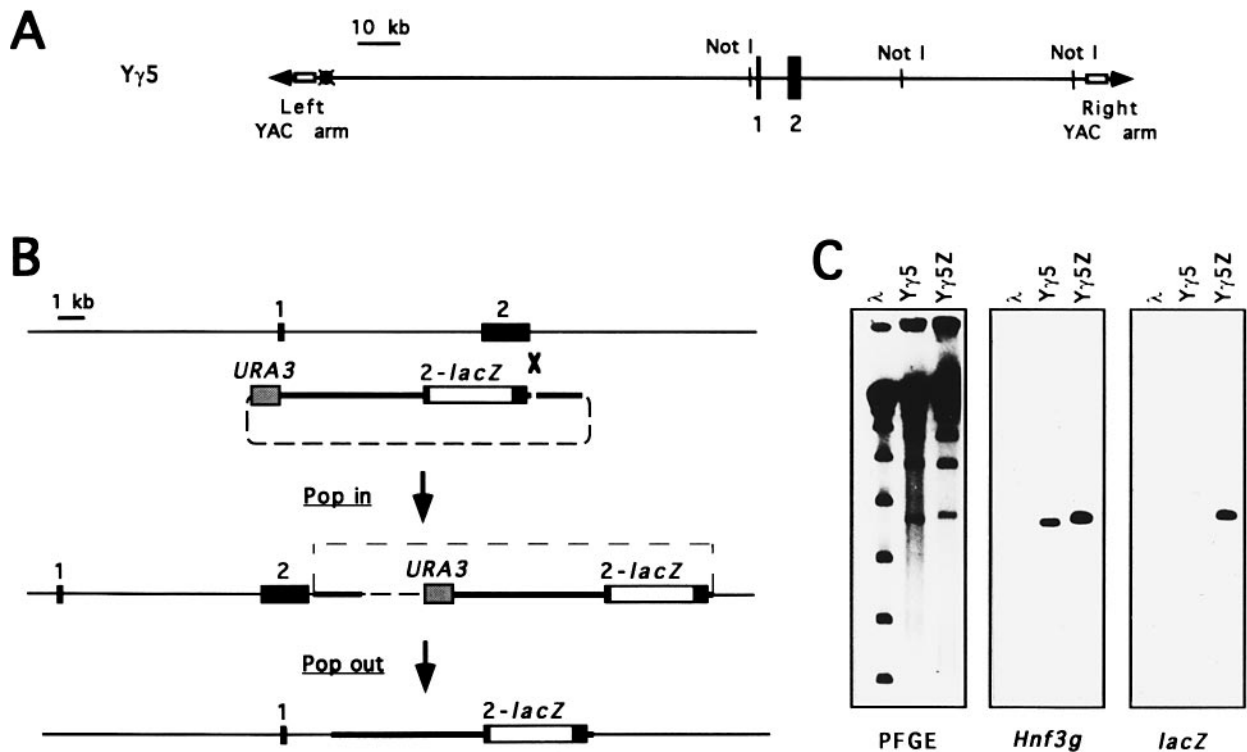 A
10 kb
Yγ5
Not I
Not I
Not I
Left
YAC arm
1
2
Right
YAC arm
B
1 kb
1
2
URA3
2-lacZ
X
Pop in
1
2
URA3
2-lacZ
Pop out
1
2-lacZ
C
λ
Yγ5
Yγ5Z
λ
Yγ5
Yγ5Z
λ
Yγ5
Yγ5Z
PFGE
Hnf3g
lacZ